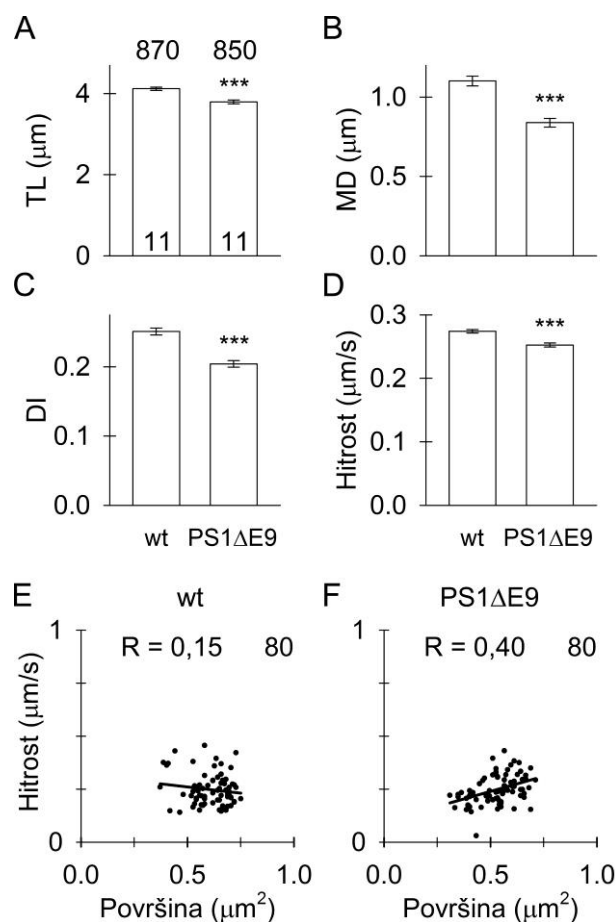 A
870 850
***
TL (μm)
4
2
0
11 11
B
***
MD (μm)
1.0
0.5
0
C
***
DI
0.2
0.1
0.0
wt PS1ΔE9
D
***
Hitrost (μm/s)
0.3
0.2
0.1
0.0
wt PS1ΔE9
E wt
R = 0,15 80
Hitrost (μm/s)
1
0
0.0 0.5 1.0
Površina (μm²)
F PS1ΔE9
R = 0,40 80
1
0
0.0 0.5 1.0
Površina (μm²)